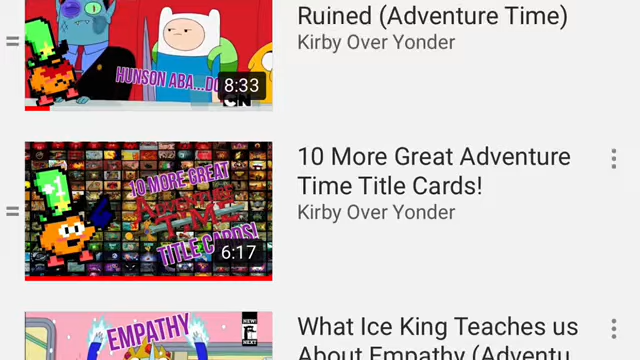 Ruined (Adventure Time)
Kirby Over Yonder
HUNSON ABA...DO
8:33
CN
10 More Great Adventure
Time Title Cards!
Kirby Over Yonder
+1
10 MORE GREAT
ADVENTURE
TIME
TITLE CARDS!
6:17
What Ice King Teaches us
About Empathy (Adventu
EMPATHY
NEW!
NEXT